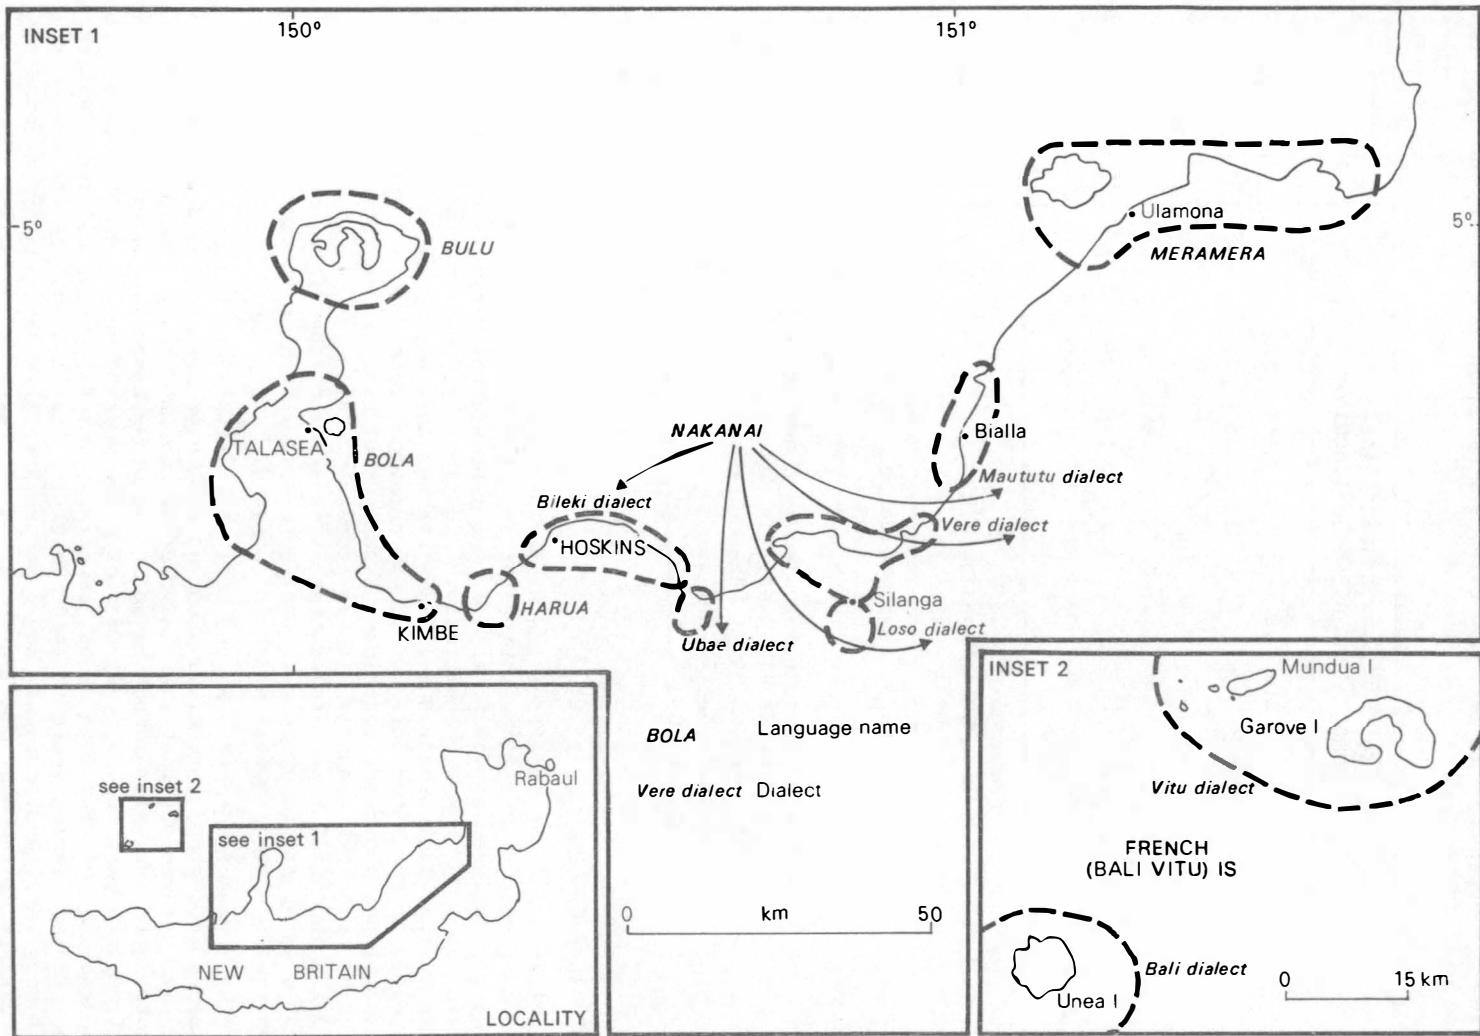 INSET 1
150°
151°
5°
5°
BULU
Ulamona
MERAMERA
TALASEA
BOLA
NAKANAI
Bialla
Maututu dialect
Bileki dialect
HOSKINS
Vere dialect
HARUA
KIMBE
Silanga
Loso dialect
Ubae dialect
see inset 2
see inset 1
Rabaul
NEW BRITAIN
LOCALITY
BOLA Language name
Vere dialect Dialect
0 km 50
INSET 2
Mundua I
Garove I
Vitu dialect
FRENCH
(BALI VITU) IS
Bali dialect
Unea I
0 15 km